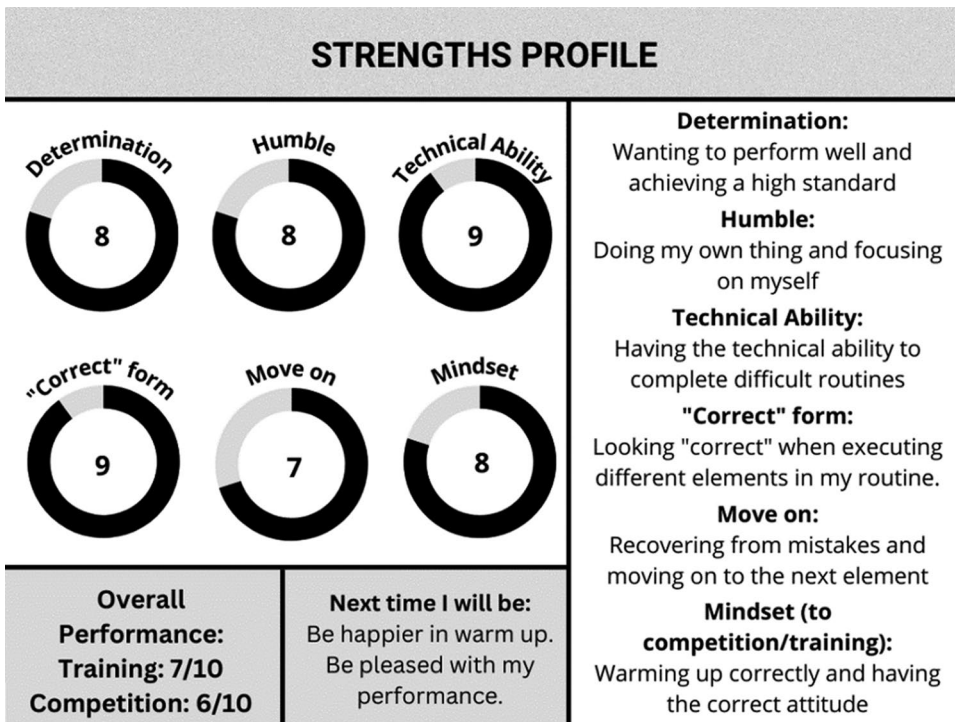 STRENGTHS PROFILE
Determination
8
Humble
8
Technical Ability
9
"Correct" form
9
Move on
7
Mindset
8
Overall
Performance:
Training: 7/10
Competition: 6/10
Next time I will be:
Be happier in warm up.
Be pleased with my
performance.
Determination:
Wanting to perform well and
achieving a high standard
Humble:
Doing my own thing and focusing
on myself
Technical Ability:
Having the technical ability to
complete difficult routines
"Correct" form:
Looking "correct" when executing
different elements in my routine.
Move on:
Recovering from mistakes and
moving on to the next element
Mindset (to
competition/training):
Warming up correctly and having
the correct attitude